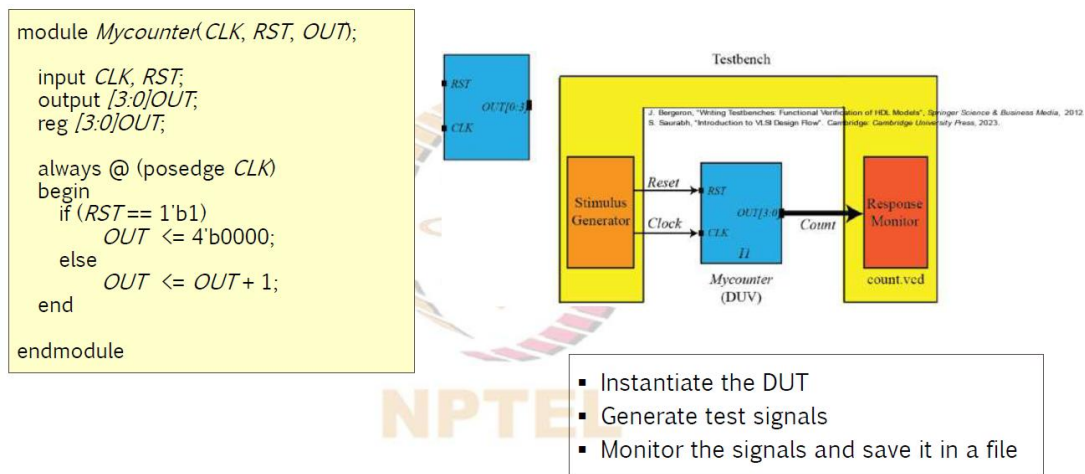 module Mycounter(CLK, RST, OUT);
input CLK, RST;
output [3:0]OUT;
reg [3:0]OUT;
always @ (posedge CLK)
begin
if (RST == 1'b1)
OUT <= 4'b0000;
else
OUT <= OUT + 1;
end
endmodule
RST
OUT[0:3]
CLK
Testbench
J. Bergeron, "Writing Testbenches: Functional Verification of HDL Models", Springer Science & Business Media, 2012
S. Saurabh, "Introduction to VLSI Design Flow". Cambridge: Cambridge University Press, 2023.
Stimulus
Generator
Reset
Clock
RST
OUT[3:0]
CLK
I1
Count
Response
Monitor
Mycounter
(DUV)
count.vcd
▪ Instantiate the DUT
▪ Generate test signals
▪ Monitor the signals and save it in a file
NPTEL